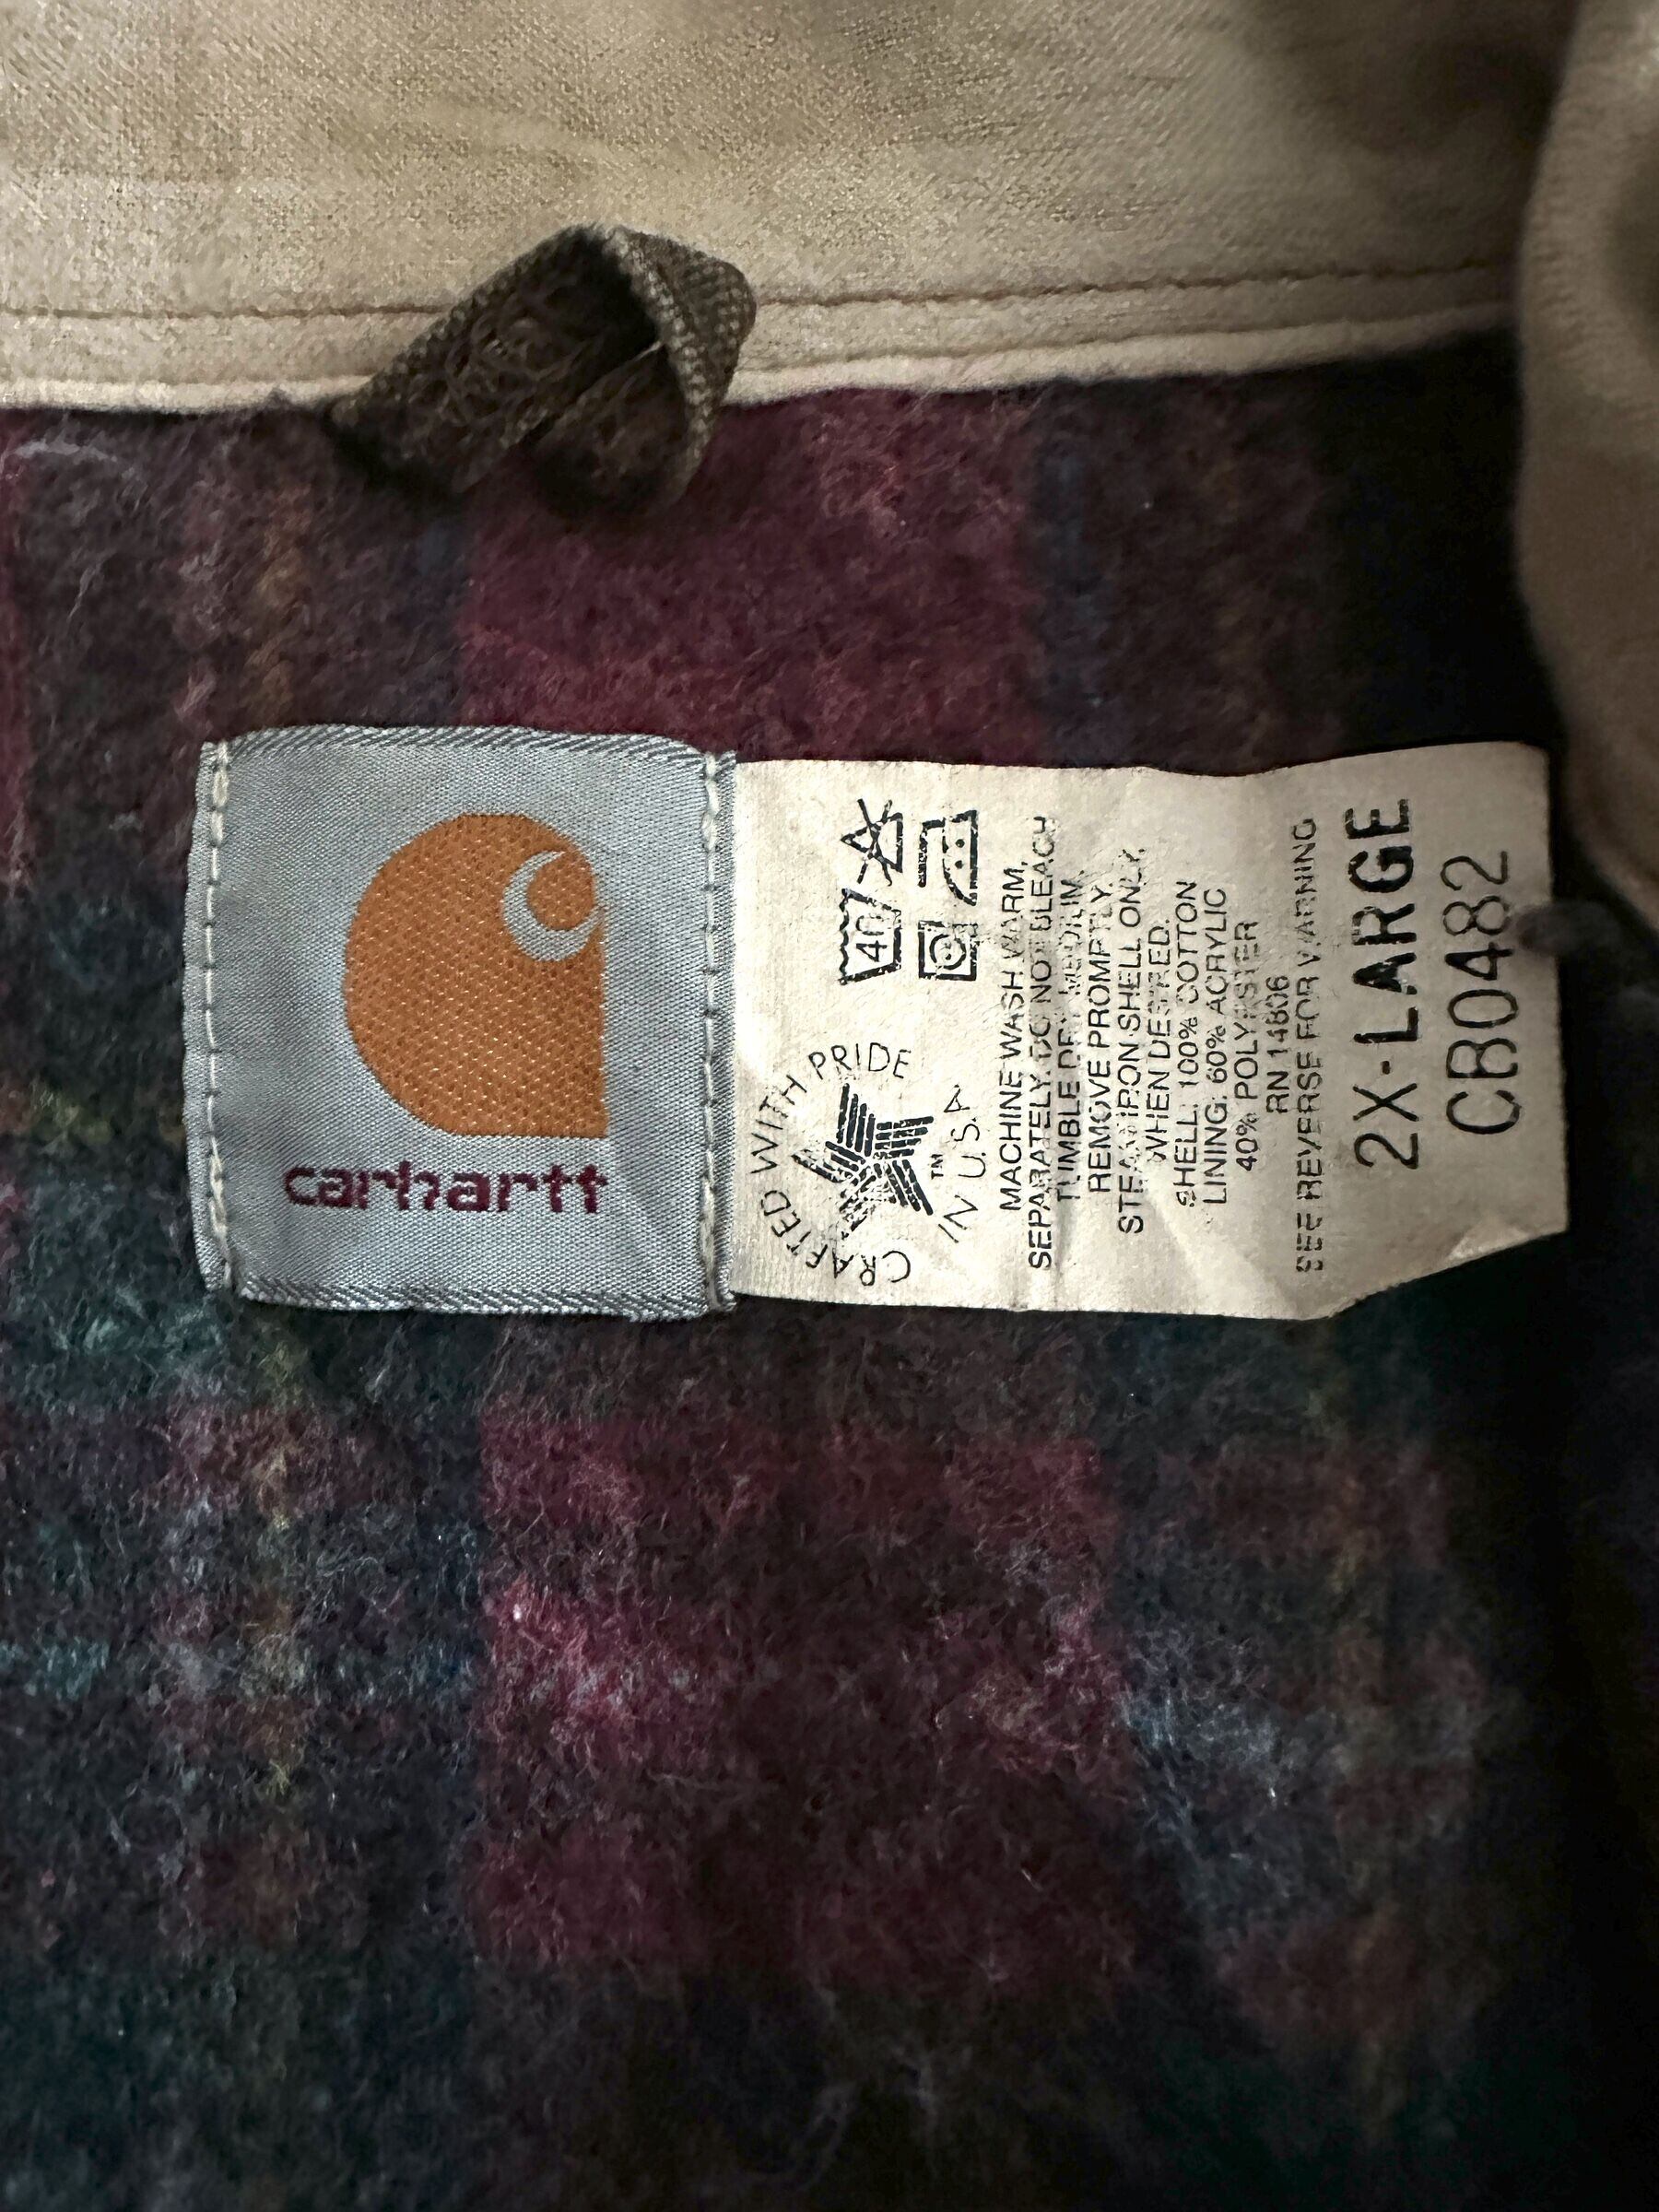 carhartt
CRAFTED WITH PRIDE
IN U.S.A
TM
40
MACHINE WASH WARM,
SEPARATELY. DO NOT BLEACH
TUMBLE DRY MEDIUM.
REMOVE PROMPTLY.
STEAM IRON SHELL ONLY,
WHEN DESIRED.
SHELL: 100% COTTON
LINING: 60% ACRYLIC
40% POLYESTER
RN 14806
SEE REVERSE FOR WARNING
2X-LARGE
CB0482